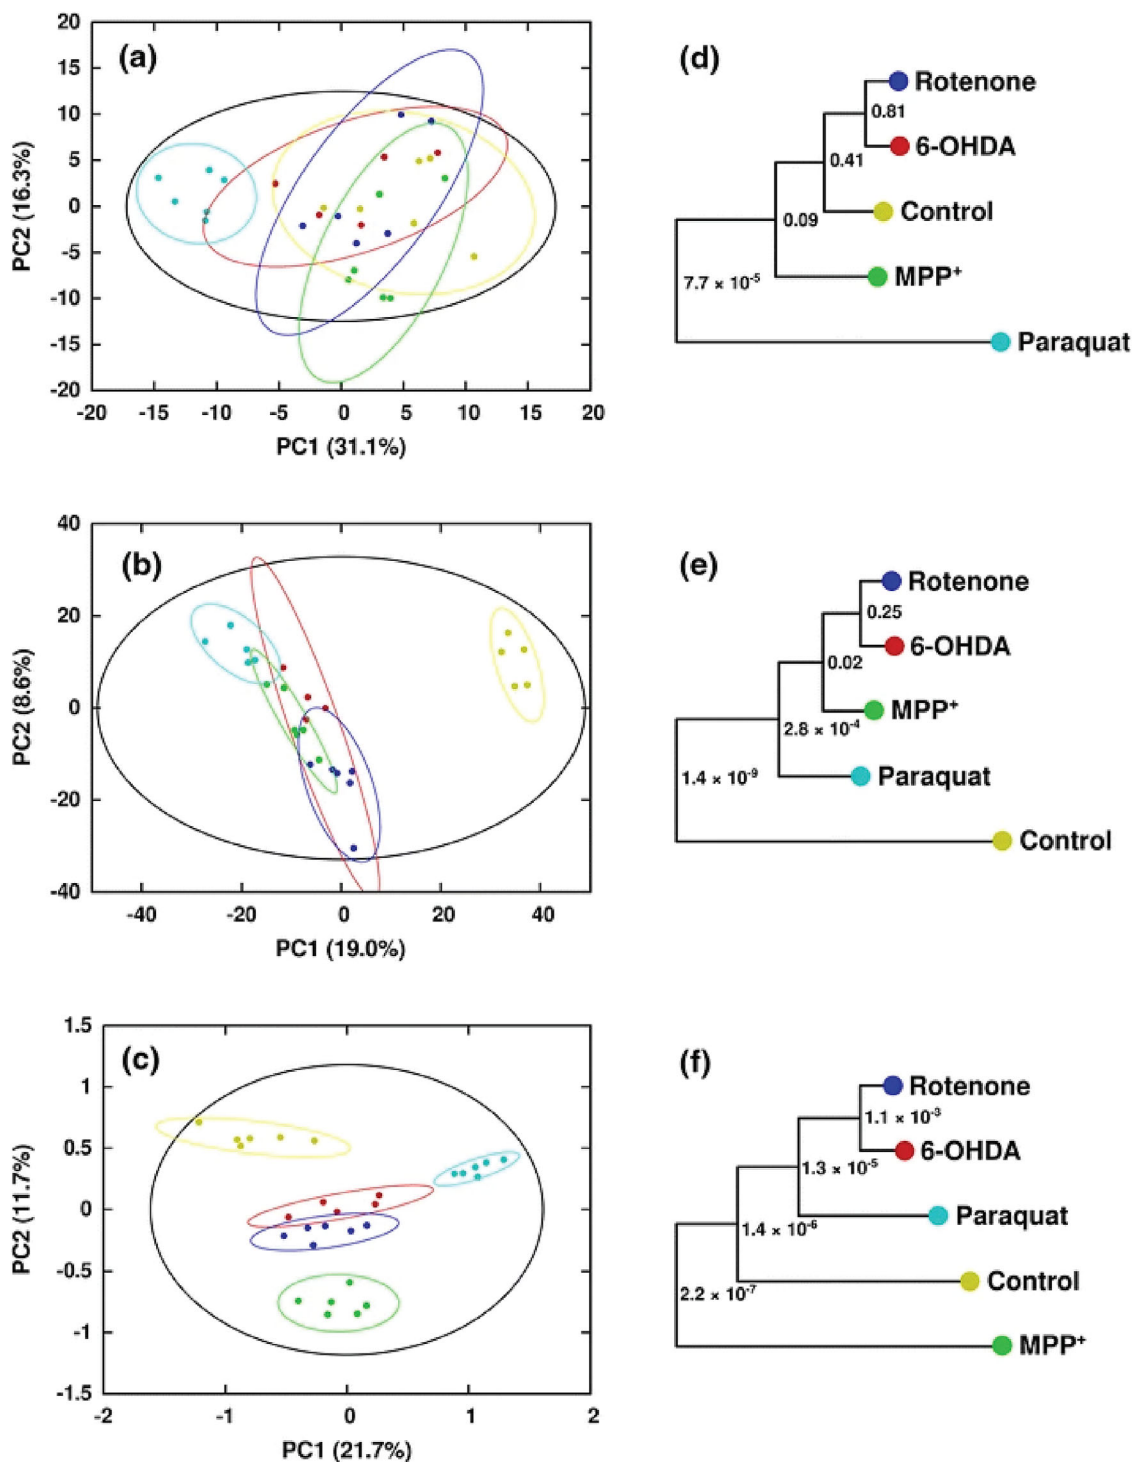 (a)
20
15
10
5
0
-5
-10
-15
-20
PC2 (16.3%)
-20 -15 -10 -5 0 5 10 15 20
PC1 (31.1%)
(d)
Rotenone
0.81
6-OHDA
0.41
Control
0.09
MPP⁺
7.7 × 10⁻⁵
Paraquat
(b)
40
20
0
-20
-40
PC2 (8.6%)
-40 -20 0 20 40
PC1 (19.0%)
(e)
Rotenone
0.25
6-OHDA
0.02
MPP⁺
2.8 × 10⁻⁴
Paraquat
1.4 × 10⁻⁹
Control
(c)
1.5
1
0.5
0
-0.5
-1
-1.5
PC2 (11.7%)
-2 -1 0 1 2
PC1 (21.7%)
(f)
Rotenone
1.1 × 10⁻³
6-OHDA
1.3 × 10⁻⁵
Paraquat
1.4 × 10⁻⁶
Control
2.2 × 10⁻⁷
MPP⁺